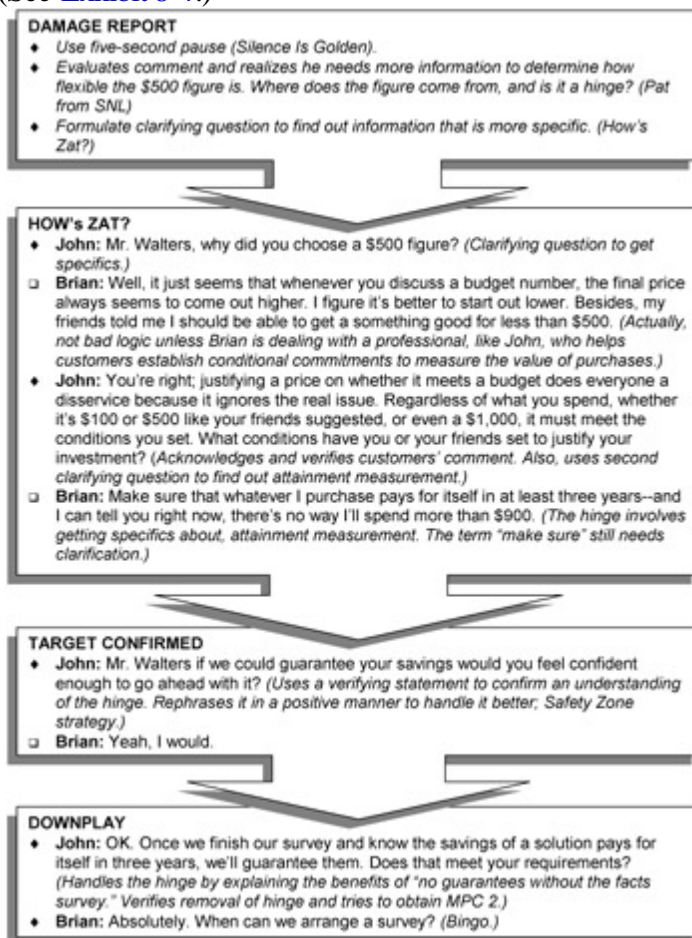 (See Exhibit 8-4.)
DAMAGE REPORT
♦ Use five-second pause (Silence Is Golden).
♦ Evaluates comment and realizes he needs more information to determine how
flexible the $500 figure is. Where does the figure come from, and is it a hinge? (Pat
from SNL)
♦ Formulate clarifying question to find out information that is more specific. (How's
Zat?)
HOW's ZAT?
♦ John: Mr. Walters, why did you choose a $500 figure? (Clarifying question to get
specifics.)
❑ Brian: Well, it just seems that whenever you discuss a budget number, the final price
always seems to come out higher. I figure it's better to start out lower. Besides, my
friends told me I should be able to get a something good for less than $500. (Actually,
not bad logic unless Brian is dealing with a professional, like John, who helps
customers establish conditional commitments to measure the value of purchases.)
♦ John: You're right; justifying a price on whether it meets a budget does everyone a
disservice because it ignores the real issue. Regardless of what you spend, whether
it's $100 or $500 like your friends suggested, or even a $1,000, it must meet the
conditions you set. What conditions have you or your friends set to justify your
investment? (Acknowledges and verifies customers' comment. Also, uses second
clarifying question to find out attainment measurement.)
❑ Brian: Make sure that whatever I purchase pays for itself in at least three years--and
I can tell you right now, there's no way I'll spend more than $900. (The hinge involves
getting specifics about, attainment measurement. The term "make sure" still needs
clarification.)
TARGET CONFIRMED
♦ John: Mr. Walters if we could guarantee your savings would you feel confident
enough to go ahead with it? (Uses a verifying statement to confirm an understanding
of the hinge. Rephrases it in a positive manner to handle it better; Safety Zone
strategy.)
❑ Brian: Yeah, I would.
DOWNPLAY
♦ John: OK. Once we finish our survey and know the savings of a solution pays for
itself in three years, we'll guarantee them. Does that meet your requirements?
(Handles the hinge by explaining the benefits of "no guarantees without the facts
survey." Verifies removal of hinge and tries to obtain MPC 2.)
♦ Brian: Absolutely. When can we arrange a survey? (Bingo.)